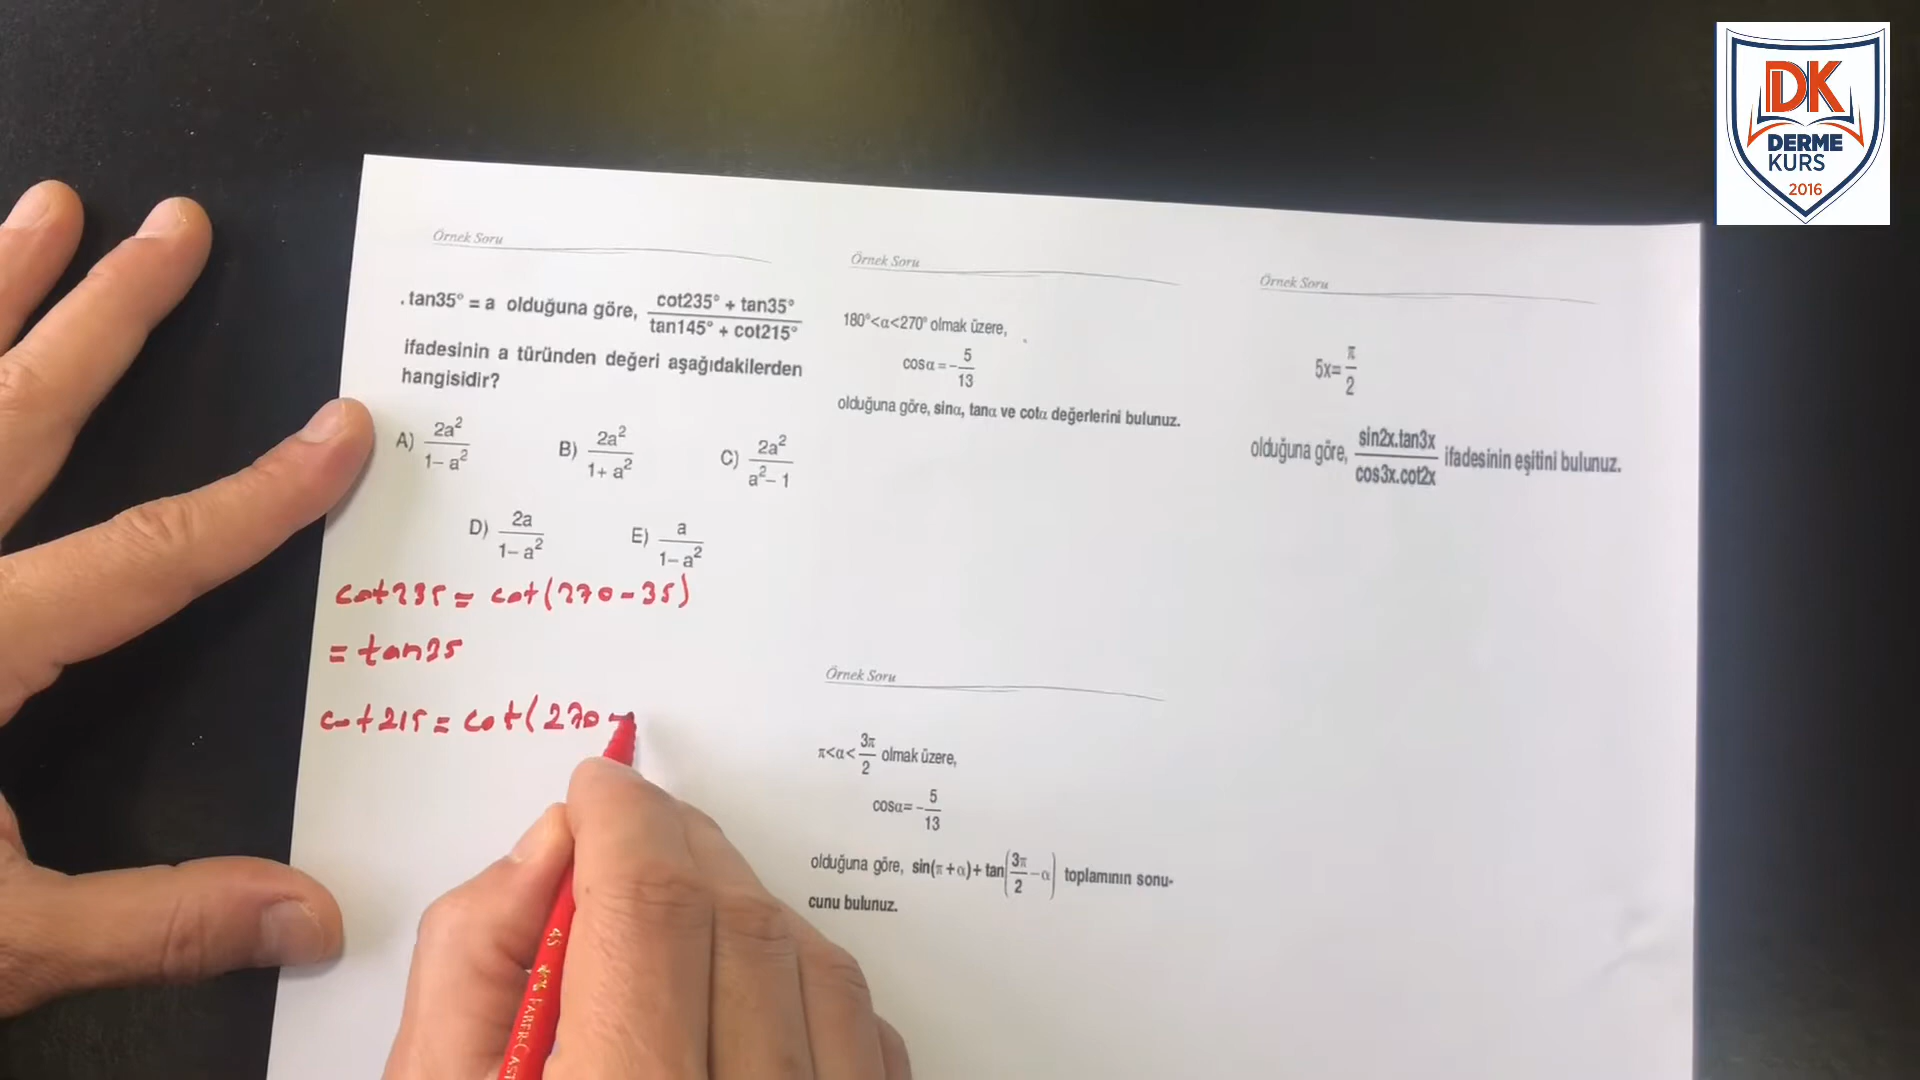 DK
DERME
KURS
2016
Örnek Soru
. tan35° = a olduğuna göre, cot235° + tan35° / tan145° + cot215°
ifadesinin a türünden değeri aşağıdakilerden
hangisidir?
A) 2a² / 1– a² B) 2a² / 1+ a² C) 2a² / a²– 1
D) 2a / 1– a² E) a / 1– a²
cot235 = cot(270-35)
= tan35
cot215 = cot(270-
Örnek Soru
180°<α<270° olmak üzere,
cosα = – 5/13
olduğuna göre, sinα, tanα ve cotα değerlerini bulunuz.
Örnek Soru
π<α< 3π/2 olmak üzere,
cosα= – 5/13
olduğuna göre, sin(π+α)+tan(3π/2 –α) toplamının sonu-
cunu bulunuz.
Örnek Soru
5x= π/2
olduğuna göre, sin2x.tan3x / cos3x.cot2x ifadesinin eşitini bulunuz.
45